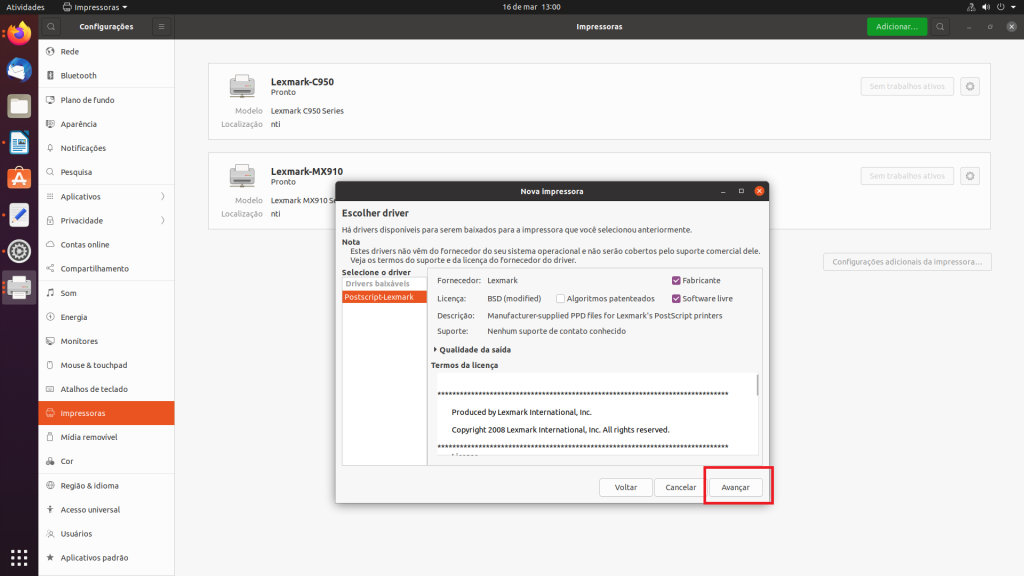 Atividades
Impressoras
16 de mar 13:00
Configurações
Impressoras
Adicionar...
Rede
Bluetooth
Plano de fundo
Aparência
Notificações
Pesquisa
Aplicativos
Privacidade
Contas online
Compartilhamento
Som
Energia
Monitores
Mouse & touchpad
Atalhos de teclado
Impressoras
Mídia removível
Cor
Região & idioma
Acesso universal
Usuários
Aplicativos padrão
Lexmark-C950
Pronto
Modelo Lexmark C950 Series
Localização nti
Sem trabalhos ativos
Lexmark-MX910
Pronto
Modelo Lexmark MX910 Se
Localização nti
Sem trabalhos ativos
Configurações adicionais da impressora...
Nova impressora
Escolher driver
Há drivers disponíveis para serem baixados para a impressora que você selecionou anteriormente.
Nota
Estes drivers não vêm do fornecedor do seu sistema operacional e não serão cobertos pelo suporte comercial dele.
Veja os termos do suporte e da licença do fornecedor do driver.
Selecione o driver
Drivers baixáveis
Postscript-Lexmark
Fornecedor: Lexmark Fabricante
Licença: BSD (modified) Algoritmos patenteados Software livre
Descrição: Manufacturer-supplied PPD files for Lexmark's PostScript printers
Suporte: Nenhum suporte de contato conhecido
Qualidade da saída
Termos da licença
*******************************************************************************
Produced by Lexmark International, Inc.
Copyright 2008 Lexmark International, Inc. All rights reserved.
*******************************************************************************
Voltar
Cancelar
Avançar